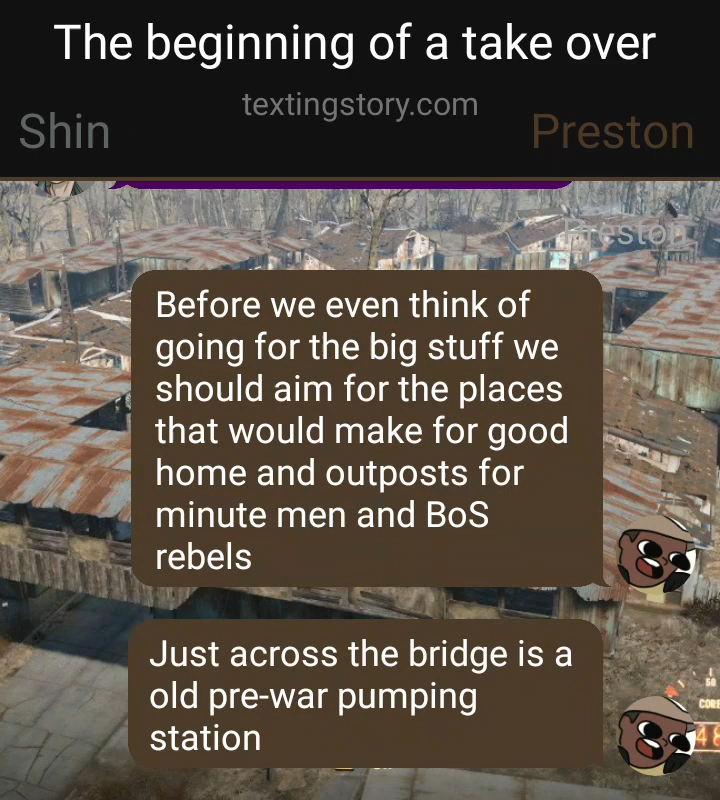 The beginning of a take over
textingstory.com
Shin
Preston
Preston
Before we even think of
going for the big stuff we
should aim for the places
that would make for good
home and outposts for
minute men and BoS
rebels
Just across the bridge is a
old pre-war pumping
station